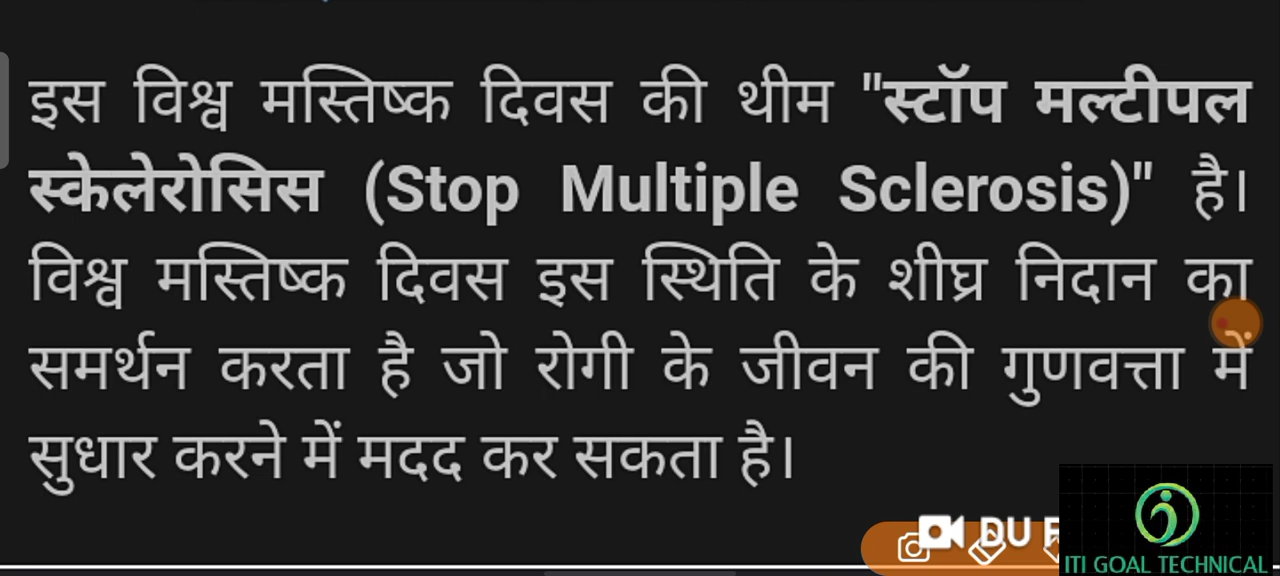 इस विश्व मस्तिष्क दिवस की थीम "स्टॉप मल्टीपल
स्केलेरोसिस (Stop Multiple Sclerosis)" है।
विश्व मस्तिष्क दिवस इस स्थिति के शीघ्र निदान का
समर्थन करता है जो रोगी के जीवन की गुणवत्ता में
सुधार करने में मदद कर सकता है।
DU
ITI GOAL TECHNICAL